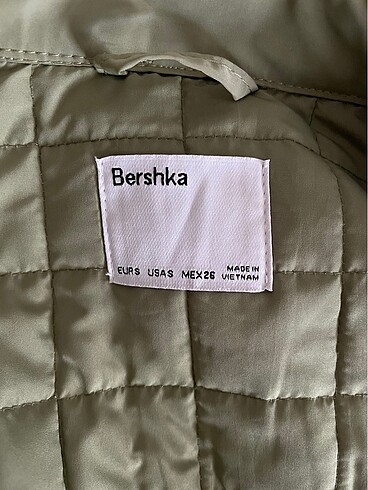 Bershka
EUR S USA S MEX 26 MADE IN
VIETNAM